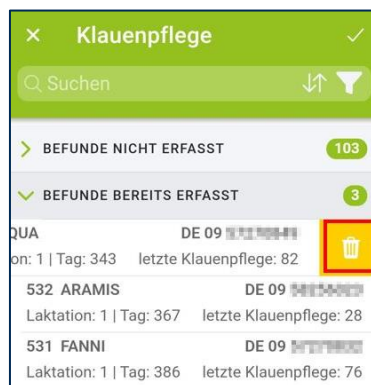 Klauenpflege
Suchen
BEFUNDE NICHT ERFASST 103
BEFUNDE BEREITS ERFASST 3
QUA DE 09
on: 1 | Tag: 343 letzte Klauenpflege: 82
532 ARAMIS DE 09
Laktation: 1 | Tag: 367 letzte Klauenpflege: 28
531 FANNI DE 09
Laktation: 1 | Tag: 386 letzte Klauenpflege: 76